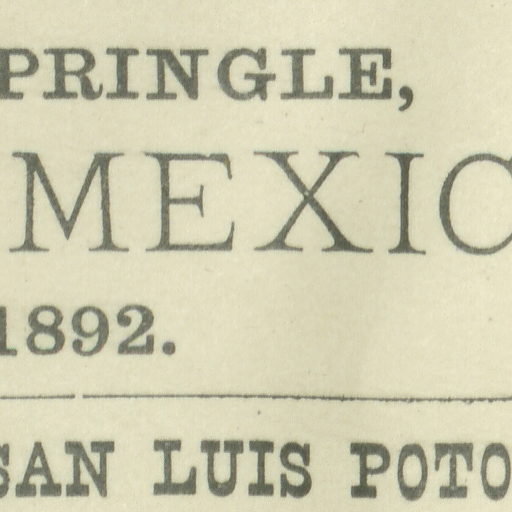 PRINGLE,
MEXIC
1892.
SAN LUIS POTO